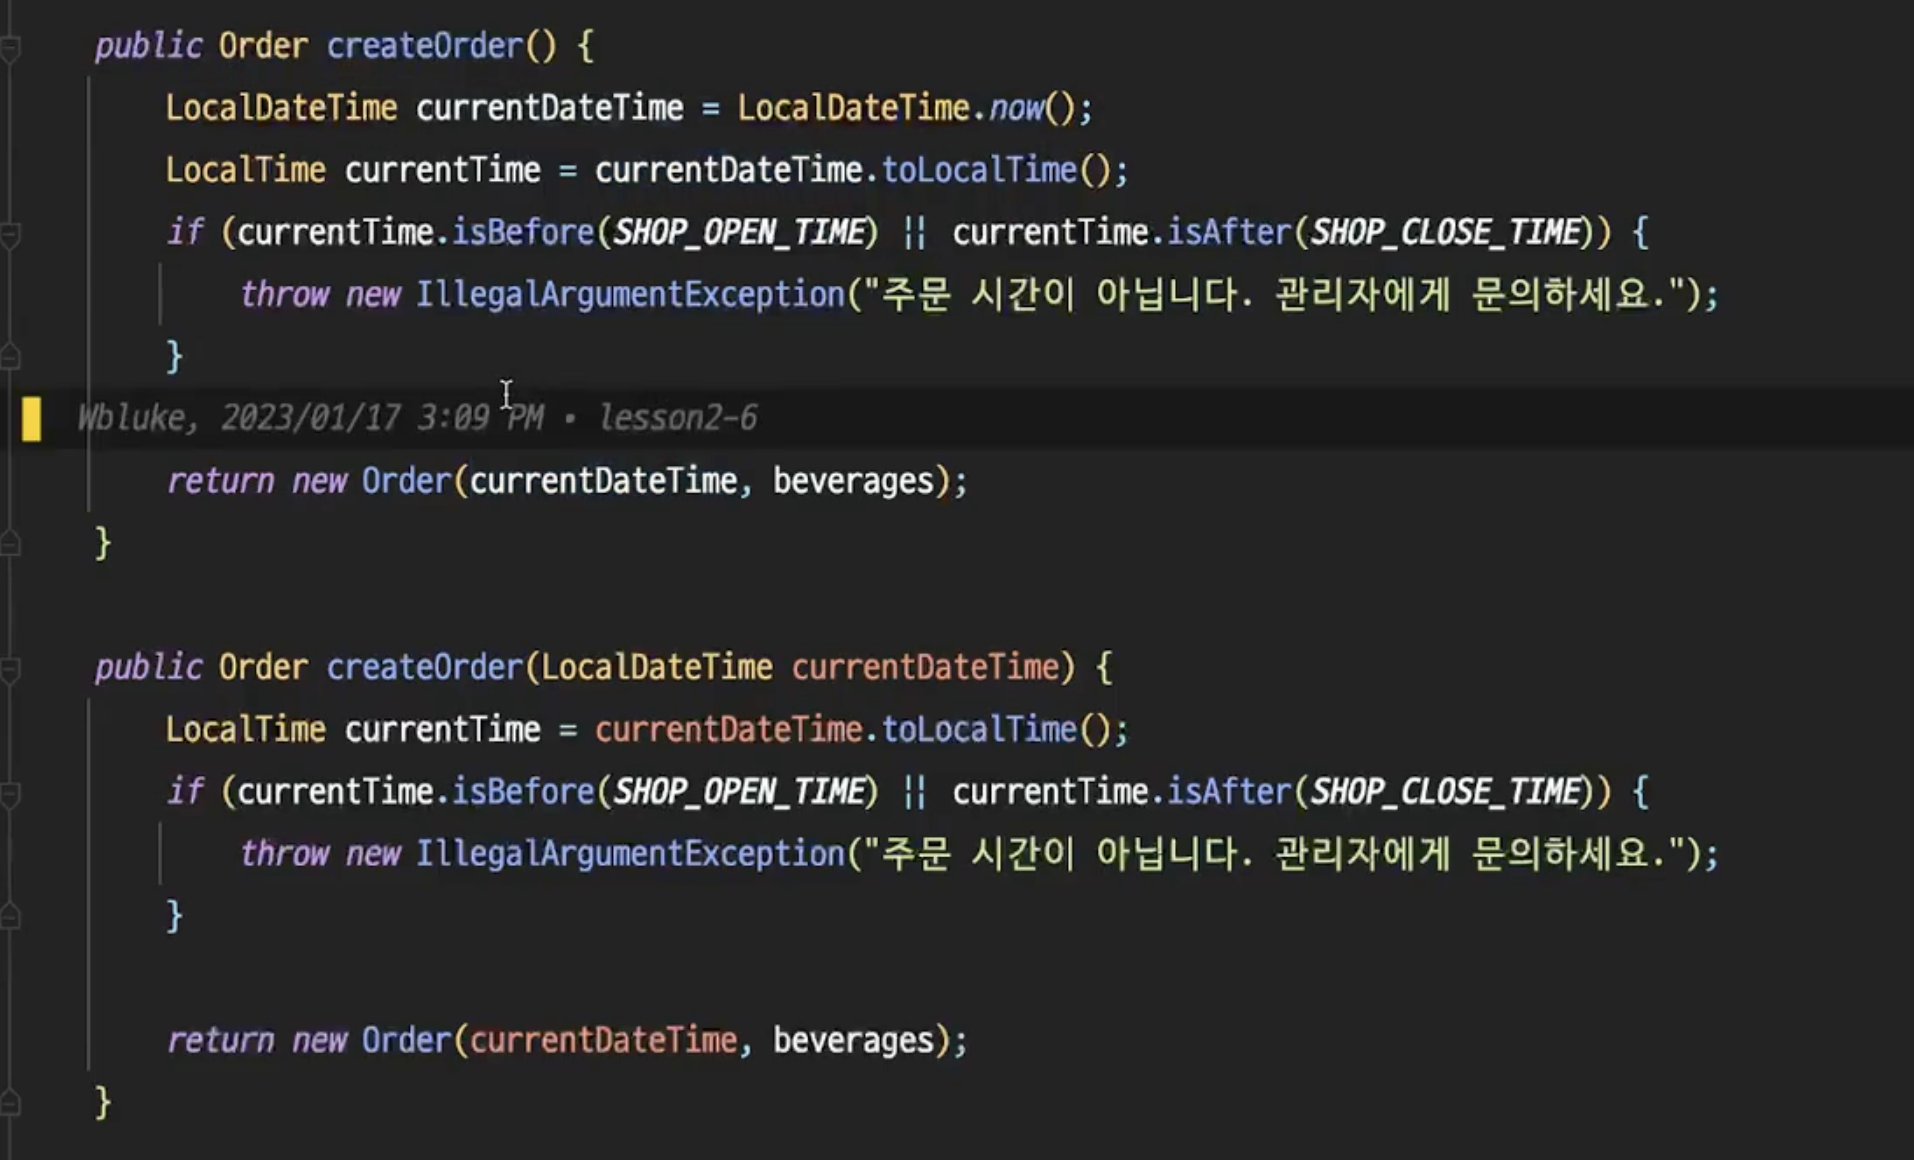 public Order createOrder() {
LocalDateTime currentDateTime = LocalDateTime.now();
LocalTime currentTime = currentDateTime.toLocalTime();
if (currentTime.isBefore(SHOP_OPEN_TIME) || currentTime.isAfter(SHOP_CLOSE_TIME)) {
throw new IllegalArgumentException("주문 시간이 아닙니다. 관리자에게 문의하세요.");
}
Wbluke, 2023/01/17 3:09 PM • lesson2-6
return new Order(currentDateTime, beverages);
}
public Order createOrder(LocalDateTime currentDateTime) {
LocalTime currentTime = currentDateTime.toLocalTime();
if (currentTime.isBefore(SHOP_OPEN_TIME) || currentTime.isAfter(SHOP_CLOSE_TIME)) {
throw new IllegalArgumentException("주문 시간이 아닙니다. 관리자에게 문의하세요.");
}
return new Order(currentDateTime, beverages);
}